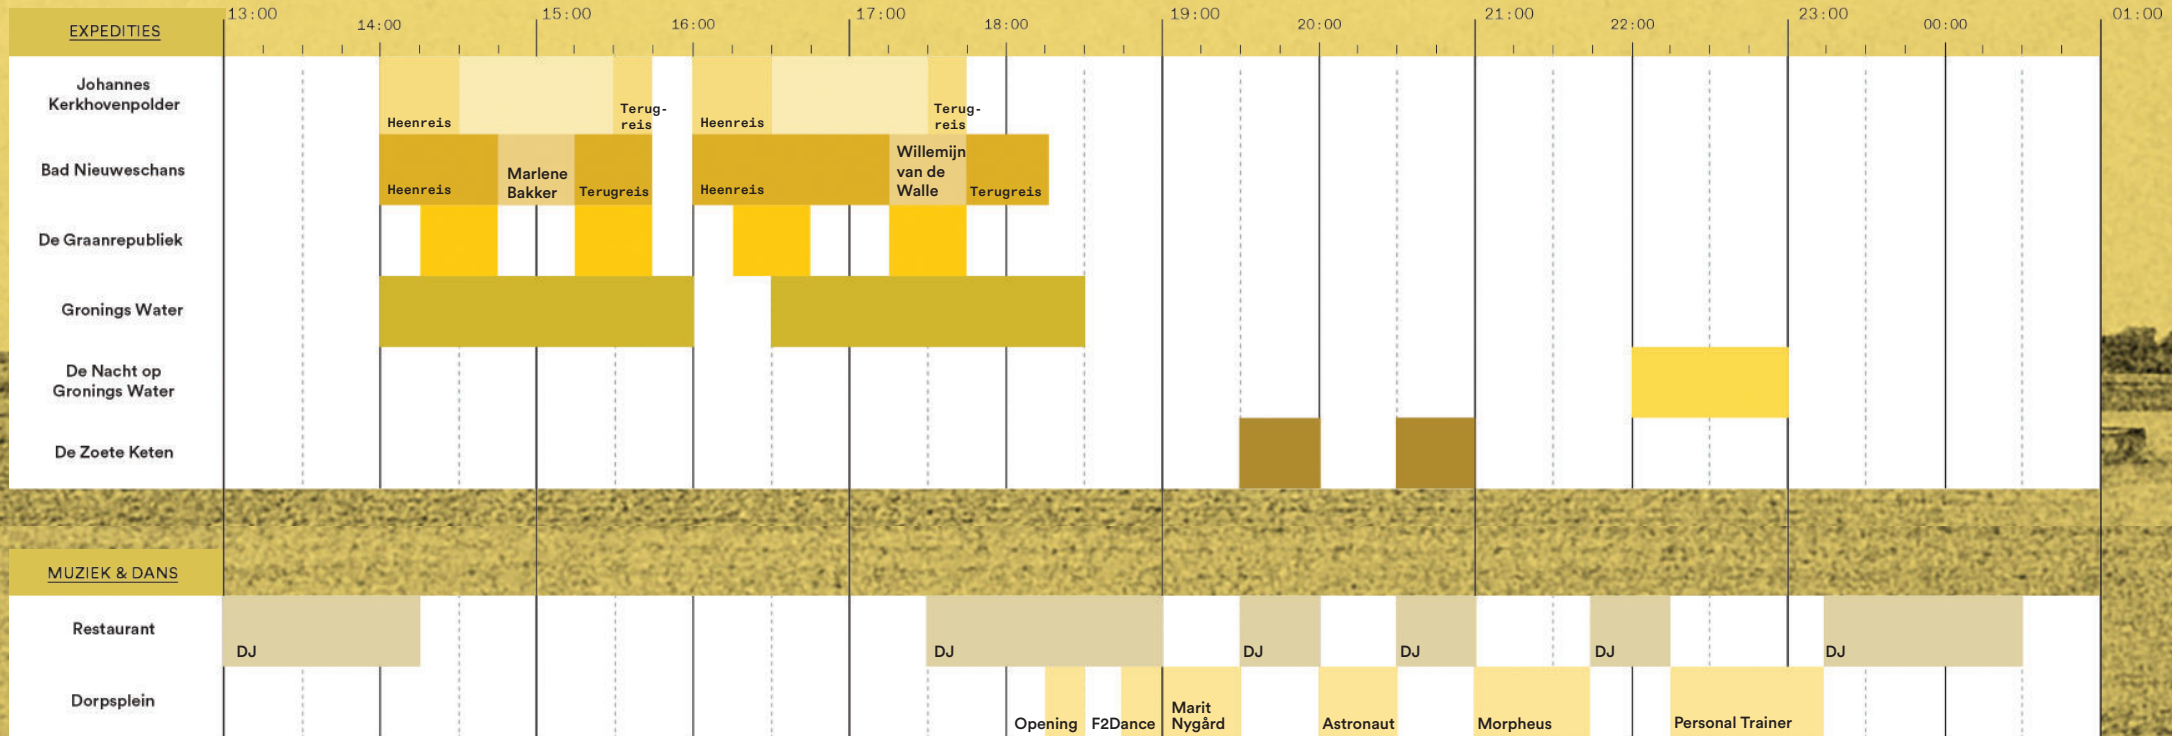 13:00 14:00 15:00 16:00 17:00 18:00 19:00 20:00 21:00 22:00 23:00 00:00 01:00
EXPEDITIES
Johannes
Kerkhovenpolder
Heenreis
Terug-
reis
Heenreis
Terug-
reis
Bad Nieuweschans
Heenreis
Marlene
Bakker
Terugreis
Heenreis
Willemijn
van de
Walle
Terugreis
De Graanrepubliek
Gronings Water
De Nacht op
Gronings Water
De Zoete Keten
MUZIEK & DANS
Restaurant
DJ
DJ
DJ
DJ
DJ
DJ
Dorpsplein
Opening
F2Dance
Marit
Nygård
Astronaut
Morpheus
Personal Trainer